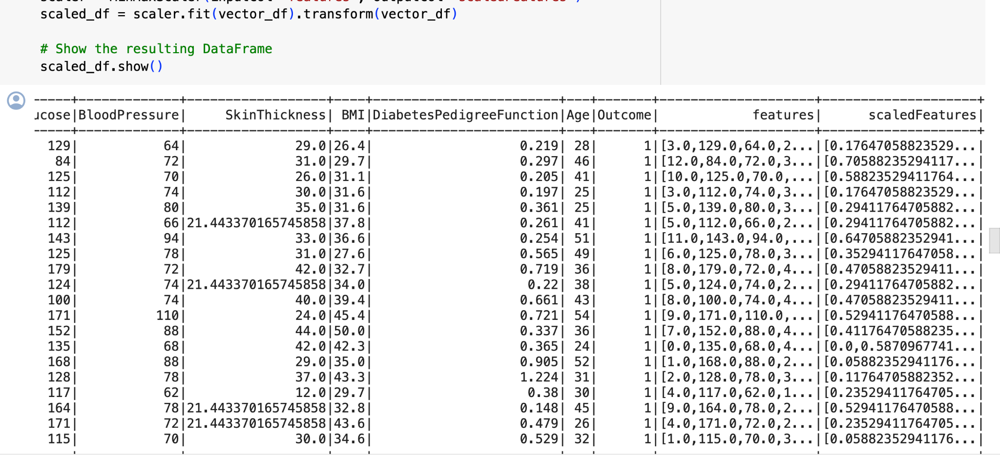 scaled_df = scaler.fit(vector_df).transform(vector_df)
# Show the resulting DataFrame
scaled_df.show()
-----+-------------+-------------------+----+------------------------+---+-------+--------------------+--------------------+
ucose|BloodPressure|     SkinThickness| BMI|DiabetesPedigreeFunction|Age|Outcome|            features|      scaledFeatures|
-----+-------------+-------------------+----+------------------------+---+-------+--------------------+--------------------+
129| 64| 29.0|26.4| 0.219| 28| 1|[3.0,129.0,64.0,2...|[0.17647058823529...|
84| 72| 31.0|29.7| 0.297| 46| 1|[12.0,84.0,72.0,3...|[0.70588235294117...|
125| 70| 26.0|31.1| 0.205| 41| 1|[10.0,125.0,70.0,...|[0.58823529411764...|
112| 74| 30.0|31.6| 0.197| 25| 1|[3.0,112.0,74.0,3...|[0.17647058823529...|
139| 80| 35.0|31.6| 0.361| 25| 1|[5.0,139.0,80.0,3...|[0.29411764705882...|
112| 66|21.443370165745858|37.8| 0.261| 41| 1|[5.0,112.0,66.0,2...|[0.29411764705882...|
143| 94| 33.0|36.6| 0.254| 51| 1|[11.0,143.0,94.0,...|[0.64705882352941...|
125| 78| 31.0|27.6| 0.565| 49| 1|[6.0,125.0,78.0,3...|[0.35294117647058...|
179| 72| 42.0|32.7| 0.719| 36| 1|[8.0,179.0,72.0,4...|[0.47058823529411...|
124| 74|21.443370165745858|34.0| 0.22| 38| 1|[5.0,124.0,74.0,2...|[0.29411764705882...|
100| 74| 40.0|39.4| 0.661| 43| 1|[8.0,100.0,74.0,4...|[0.47058823529411...|
171| 110| 24.0|45.4| 0.721| 54| 1|[9.0,171.0,110.0,...|[0.52941176470588...|
152| 88| 44.0|50.0| 0.337| 36| 1|[7.0,152.0,88.0,4...|[0.41176470588235...|
135| 68| 42.0|42.3| 0.365| 24| 1|[0.0,135.0,68.0,4...|[0.0,0.5870967741...|
168| 88| 29.0|35.0| 0.905| 52| 1|[1.0,168.0,88.0,2...|[0.05882352941176...|
128| 78| 37.0|43.3| 1.224| 31| 1|[2.0,128.0,78.0,3...|[0.11764705882352...|
117| 62| 12.0|29.7| 0.38| 30| 1|[4.0,117.0,62.0,1...|[0.23529411764705...|
164| 78|21.443370165745858|32.8| 0.148| 45| 1|[9.0,164.0,78.0,2...|[0.52941176470588...|
171| 72|21.443370165745858|43.6| 0.479| 26| 1|[4.0,171.0,72.0,2...|[0.23529411764705...|
115| 70| 30.0|34.6| 0.529| 32| 1|[1.0,115.0,70.0,3...|[0.05882352941176...|